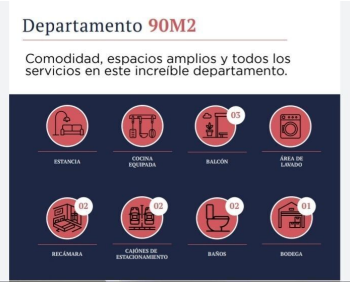 Departamento 90M2
Comodidad, espacios amplios y todos los
servicios en este increíble departamento.
ESTANCIA
COCINA
EQUIPADA
03
BALCÓN
ÁREA DE
LAVADO
02
RECÁMARA
02
CAJÓNES DE
ESTACIONAMIENTO
02
BAÑOS
01
BODEGA